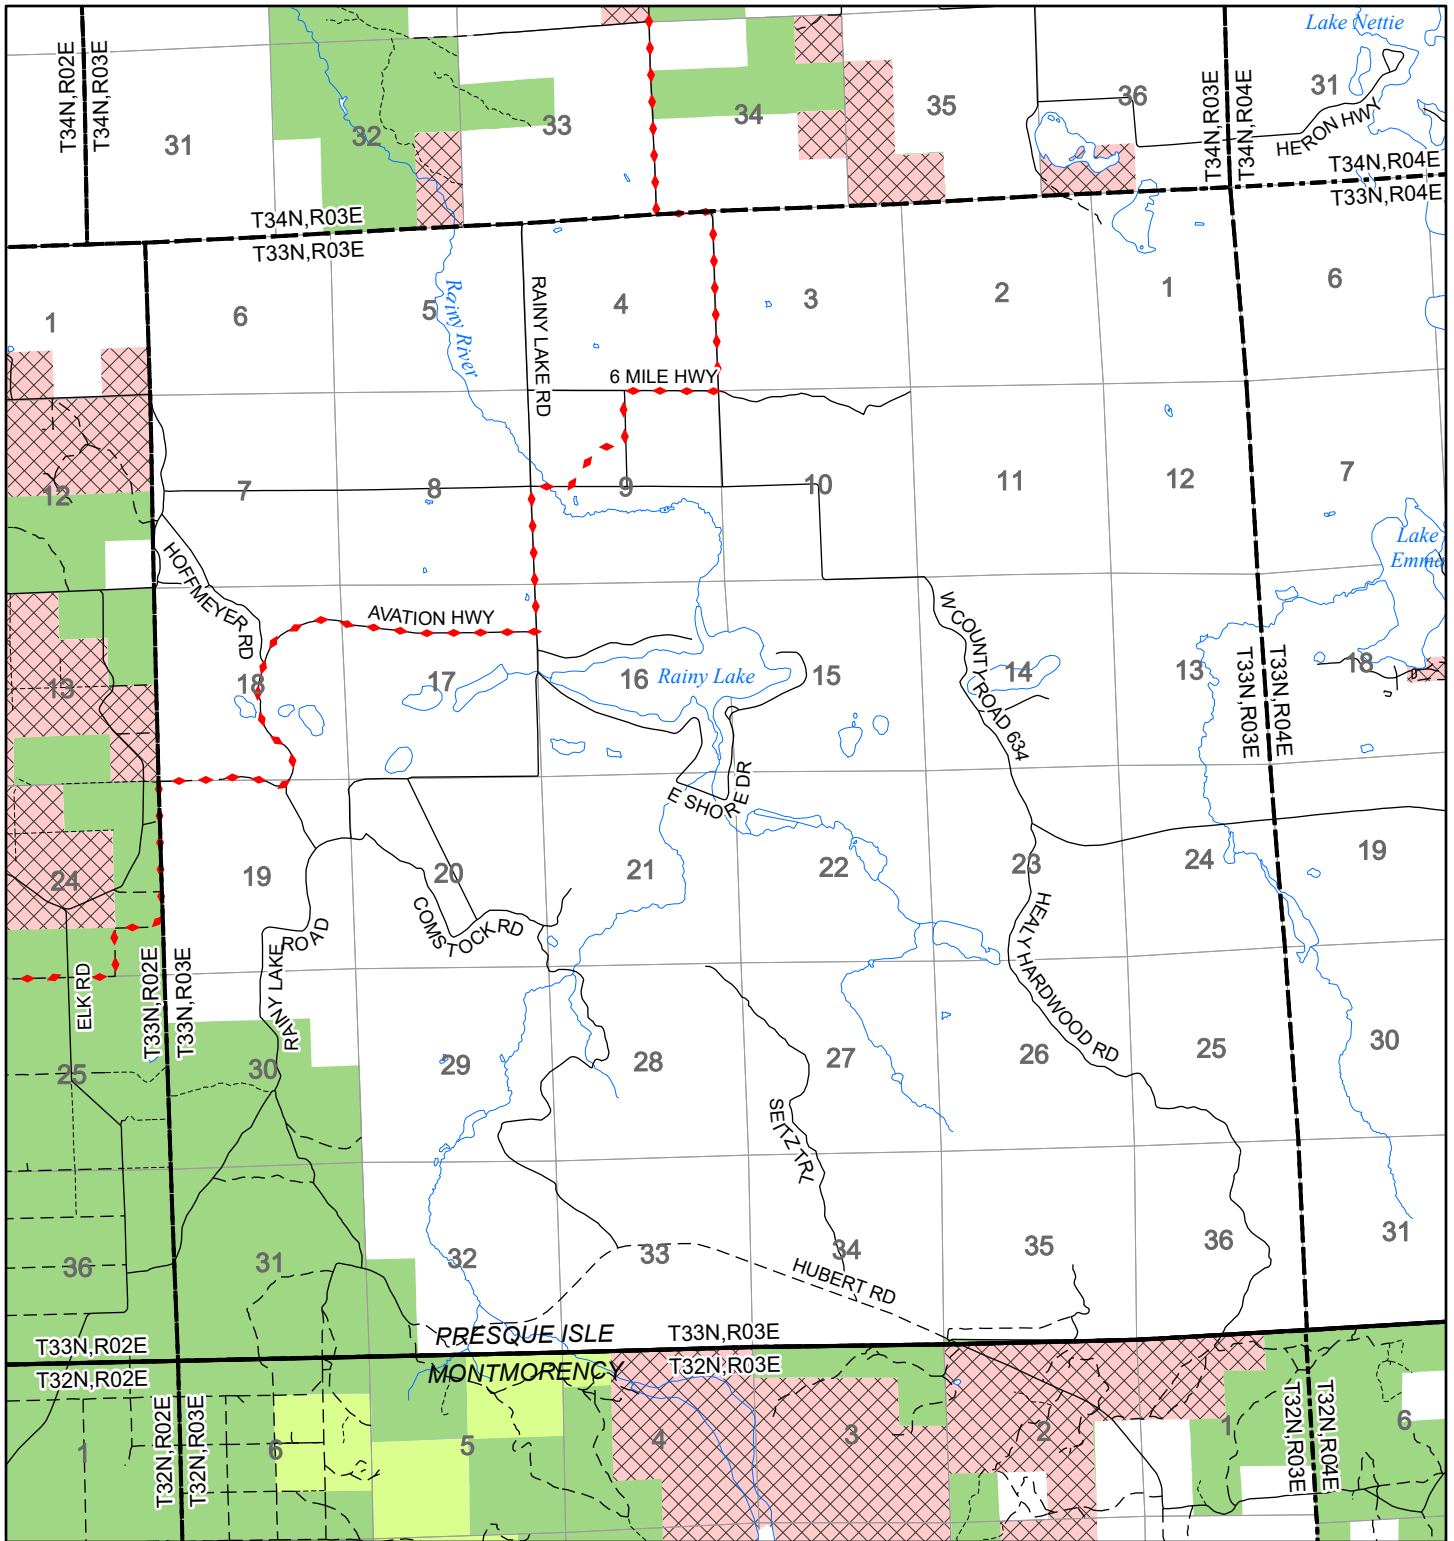 Lake Nettie
T34N,R02E
T34N,R03E
31
32
33
34
35
36
T34N,R03E
T34N,R04E
31
HERON HWY
T34N,R04E
T33N,R04E
T34N,R03E
T33N,R03E
1
6
5
Rainy River
RAINY LAKE RD
4
3
2
1
6
6 MILE HWY
12
7
8
9
10
11
12
7
Lake
Emma
HOFFMEYER RD
AVATION HWY
W COUNTY ROAD 634
13
18
17
16
Rainy Lake
15
14
13
T33N,R03E
T33N,R04E
18
E SHORE DR
24
19
20
21
22
23
24
19
COMSTOCK RD
RAINY LAKE ROAD
HEALY HARDWOOD RD
ELK RD
T33N,R02E
T33N,R03E
25
30
29
28
27
26
25
30
SEITZ TRL
36
31
32
33
34
35
36
31
HUBERT RD
T33N,R02E
T32N,R02E
PRESQUE ISLE
MONTMORENCY
T33N,R03E
T32N,R03E
1
T32N,R02E
T32N,R03E
6
5
4
3
2
1
T32N,R03E
T32N,R04E
6